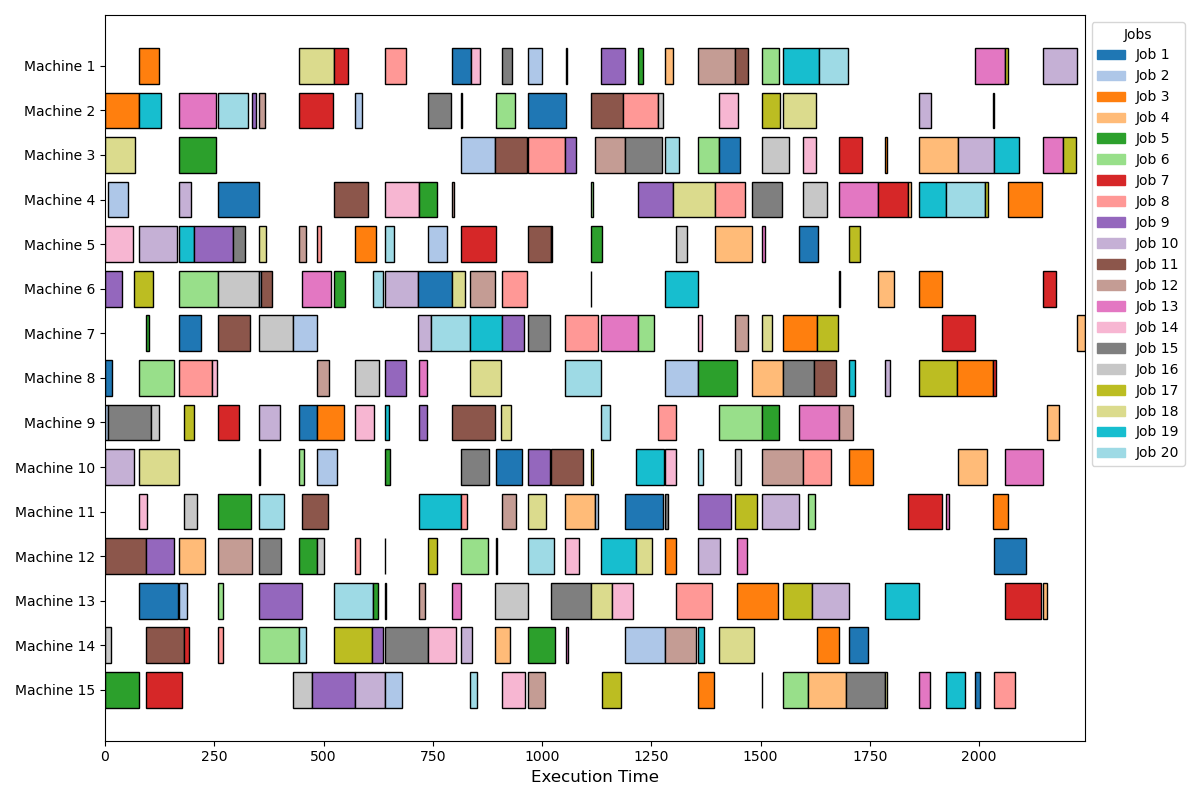 Machine 1
Machine 2
Machine 3
Machine 4
Machine 5
Machine 6
Machine 7
Machine 8
Machine 9
Machine 10
Machine 11
Machine 12
Machine 13
Machine 14
Machine 15
0 250 500 750 1000 1250 1500 1750 2000
Execution Time
Jobs
Job 1
Job 2
Job 3
Job 4
Job 5
Job 6
Job 7
Job 8
Job 9
Job 10
Job 11
Job 12
Job 13
Job 14
Job 15
Job 16
Job 17
Job 18
Job 19
Job 20